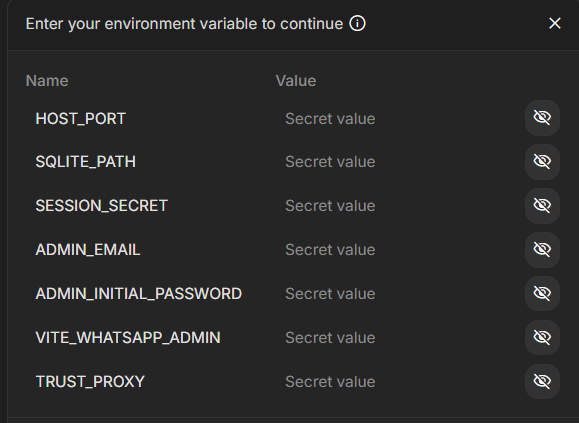 Enter your environment variable to continue
Name Value
HOST_PORT Secret value
SQLITE_PATH Secret value
SESSION_SECRET Secret value
ADMIN_EMAIL Secret value
ADMIN_INITIAL_PASSWORD Secret value
VITE_WHATSAPP_ADMIN Secret value
TRUST_PROXY Secret value